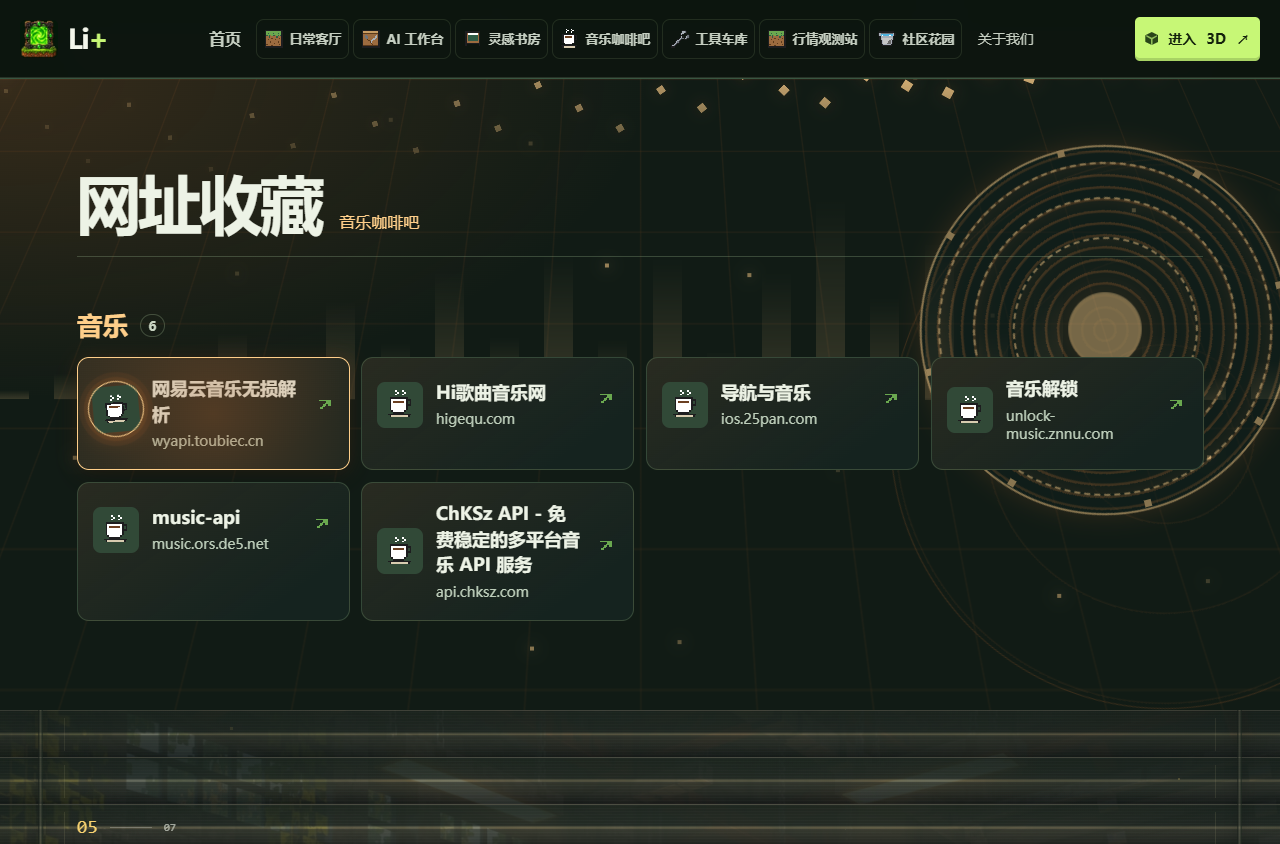 Li+
首页
日常客厅
AI 工作台
灵感书房
音乐咖啡吧
工具车库
行情观测站
社区花园
关于我们
进入 3D ↗
网址收藏
音乐咖啡吧
音乐 6
网易云音乐无损解
析
wyapi.toubiec.cn
Hi歌曲音乐网
higequ.com
导航与音乐
ios.25pan.com
音乐解锁
unlock-
music.znnu.com
music-api
music.ors.de5.net
ChKSz API - 免
费稳定的多平台音
乐 API 服务
api.chksz.com
05
07